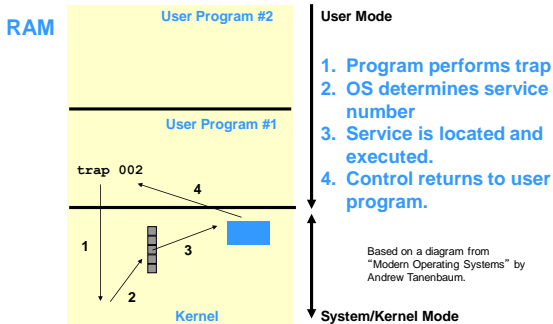 RAM
User Program #2
User Program #1
trap 002
4
1
3
2
Kernel
User Mode
1. Program performs trap
2. OS determines service
number
3. Service is located and
executed.
4. Control returns to user
program.
Based on a diagram from
“Modern Operating Systems” by
Andrew Tanenbaum.
System/Kernel Mode